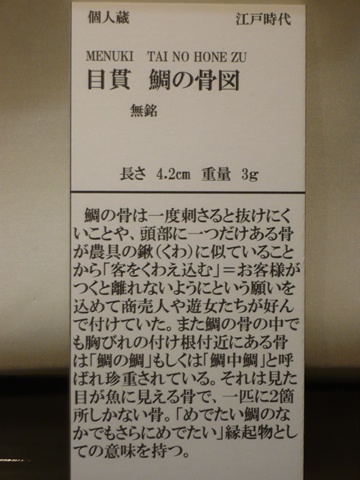 個人蔵 江戸時代
MENUKI TAI NO HONE ZU
目貫 鯛の骨図
無銘
長さ 4.2cm 重量 3g
鯛の骨は一度刺さると抜けにく
いことや、頭部に一つだけある骨
が農具の鍬(くわ)に似ていること
から「客をくわえ込む」=お客様が
つくと離れないようにという願いを
込めて商売人や遊女たちが好ん
で付けていた。また鯛の骨の中で
も胸びれの付け根付近にある骨
は「鯛の鯛」もしくは「鯛中鯛」と呼
ばれ珍重されている。それは見た
目が魚に見える骨で、一匹に2箇
所しかない骨。「めでたい鯛のな
かでもさらにめでたい」縁起物とし
ての意味を持つ。